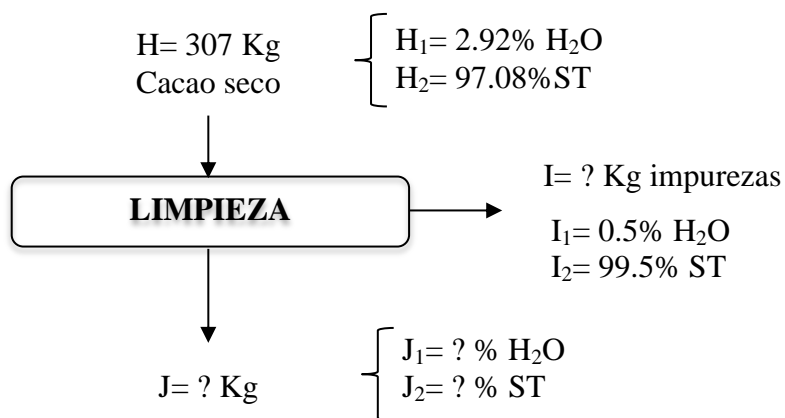 H= 307 Kg
Cacao seco
H₁= 2.92% H₂O
H₂= 97.08%ST
LIMPIEZA
I= ? Kg impurezas
I₁= 0.5% H₂O
I₂= 99.5% ST
J= ? Kg
J₁= ? % H₂O
J₂= ? % ST